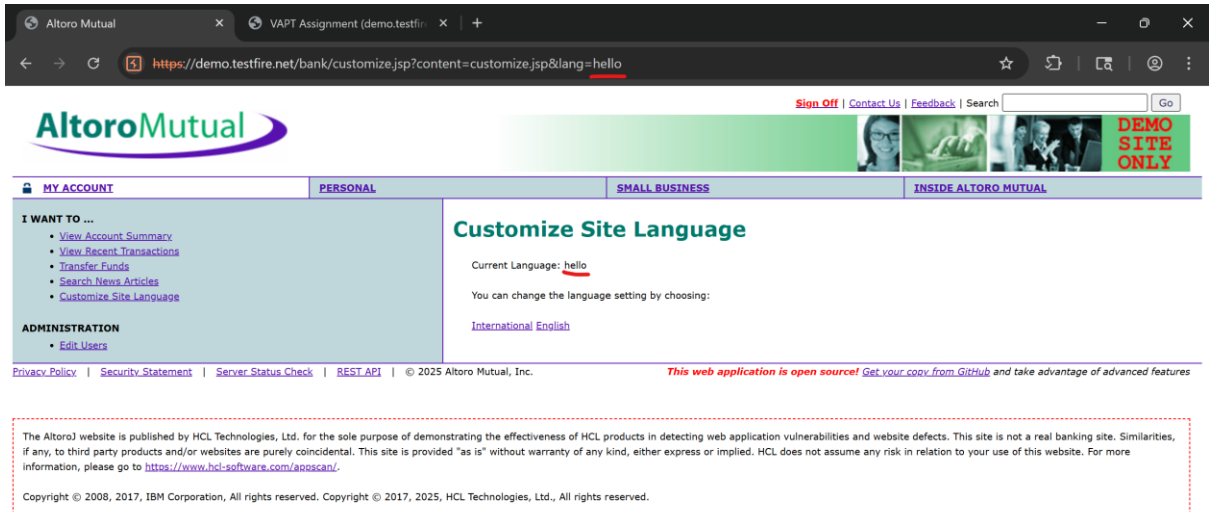 Altoro Mutual
VAPT Assignment (demo.testfire
https://demo.testfire.net/bank/customize.jsp?content=customize.jsp&lang=hello
Sign Off | Contact Us | Feedback | Search Go
AltoroMutual
DEMO
SITE
ONLY
MY ACCOUNT PERSONAL SMALL BUSINESS INSIDE ALTORO MUTUAL
I WANT TO ...
• View Account Summary
• View Recent Transactions
• Transfer Funds
• Search News Articles
• Customize Site Language
ADMINISTRATION
• Edit Users
Customize Site Language
Current Language: hello
You can change the language setting by choosing:
International English
Privacy Policy | Security Statement | Server Status Check | REST API | © 2025 Altoro Mutual, Inc. This web application is open source! Get your copy from GitHub and take advantage of advanced features
The AltoroJ website is published by HCL Technologies, Ltd. for the sole purpose of demonstrating the effectiveness of HCL products in detecting web application vulnerabilities and website defects. This site is not a real banking site. Similarities,
if any, to third party products and/or websites are purely coincidental. This site is provided "as is" without warranty of any kind, either express or implied. HCL does not assume any risk in relation to your use of this website. For more
information, please go to https://www.hcl-software.com/appscan/.
Copyright © 2008, 2017, IBM Corporation, All rights reserved. Copyright © 2017, 2025, HCL Technologies, Ltd., All rights reserved.